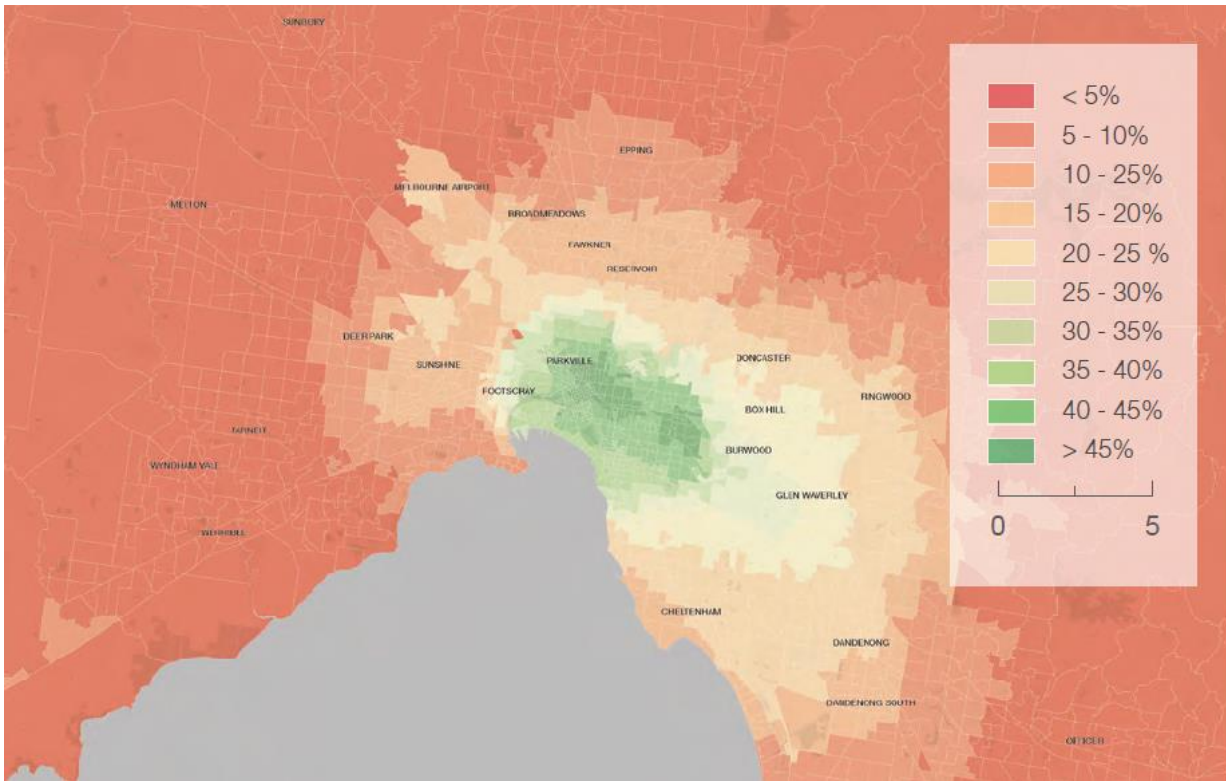 SUNBURY
EPPING
MELBOURNE AIRPORT
MELTON
BROADMEADOWS
FAWKNER
RESERVOIR
DEER PARK
SUNSHINE
PARKVILLE
DONCASTER
FOOTSCRAY
RINGWOOD
BOX HILL
TARNEIT
BURWOOD
WYNDHAM VALE
GLEN WAVERLEY
WERRIBEE
CHELTENHAM
DANDENONG
DANDENONG SOUTH
OFFICER
< 5%
5 - 10%
10 - 25%
15 - 20%
20 - 25 %
25 - 30%
30 - 35%
35 - 40%
40 - 45%
> 45%
0 5